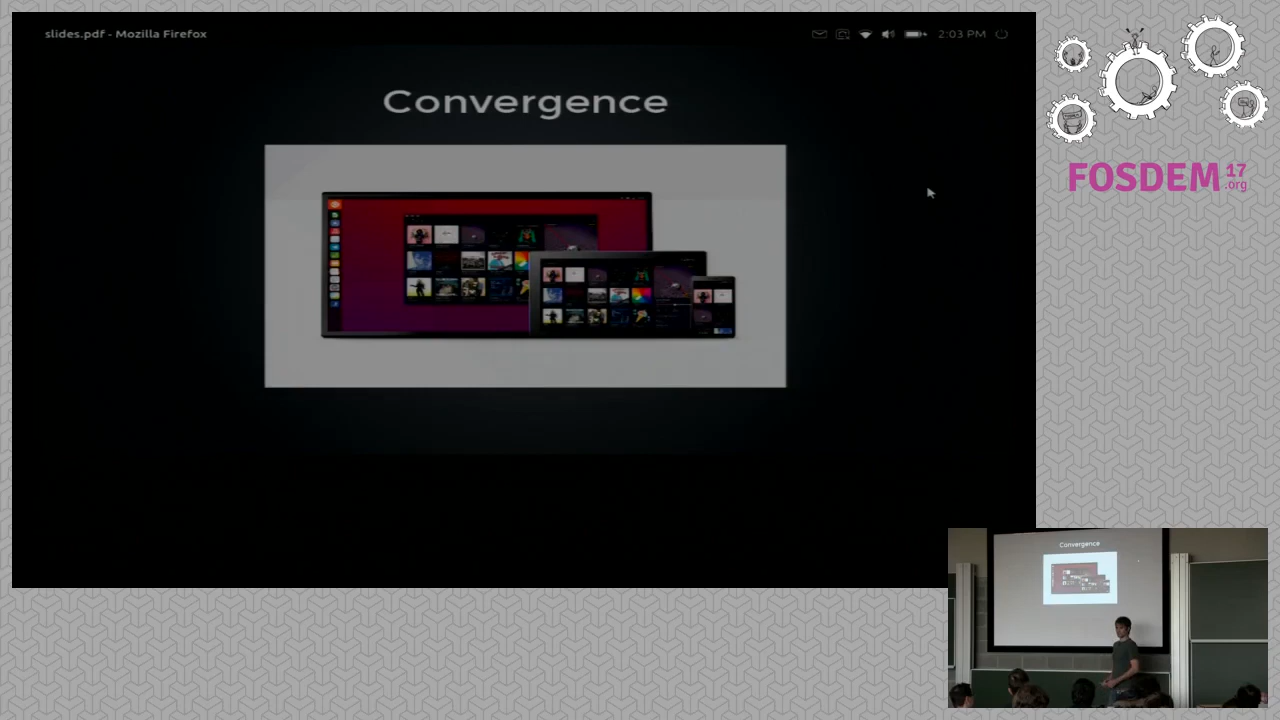 slides.pdf - Mozilla Firefox
2:03 PM
Convergence
FOSDEM 17
.org
Convergence